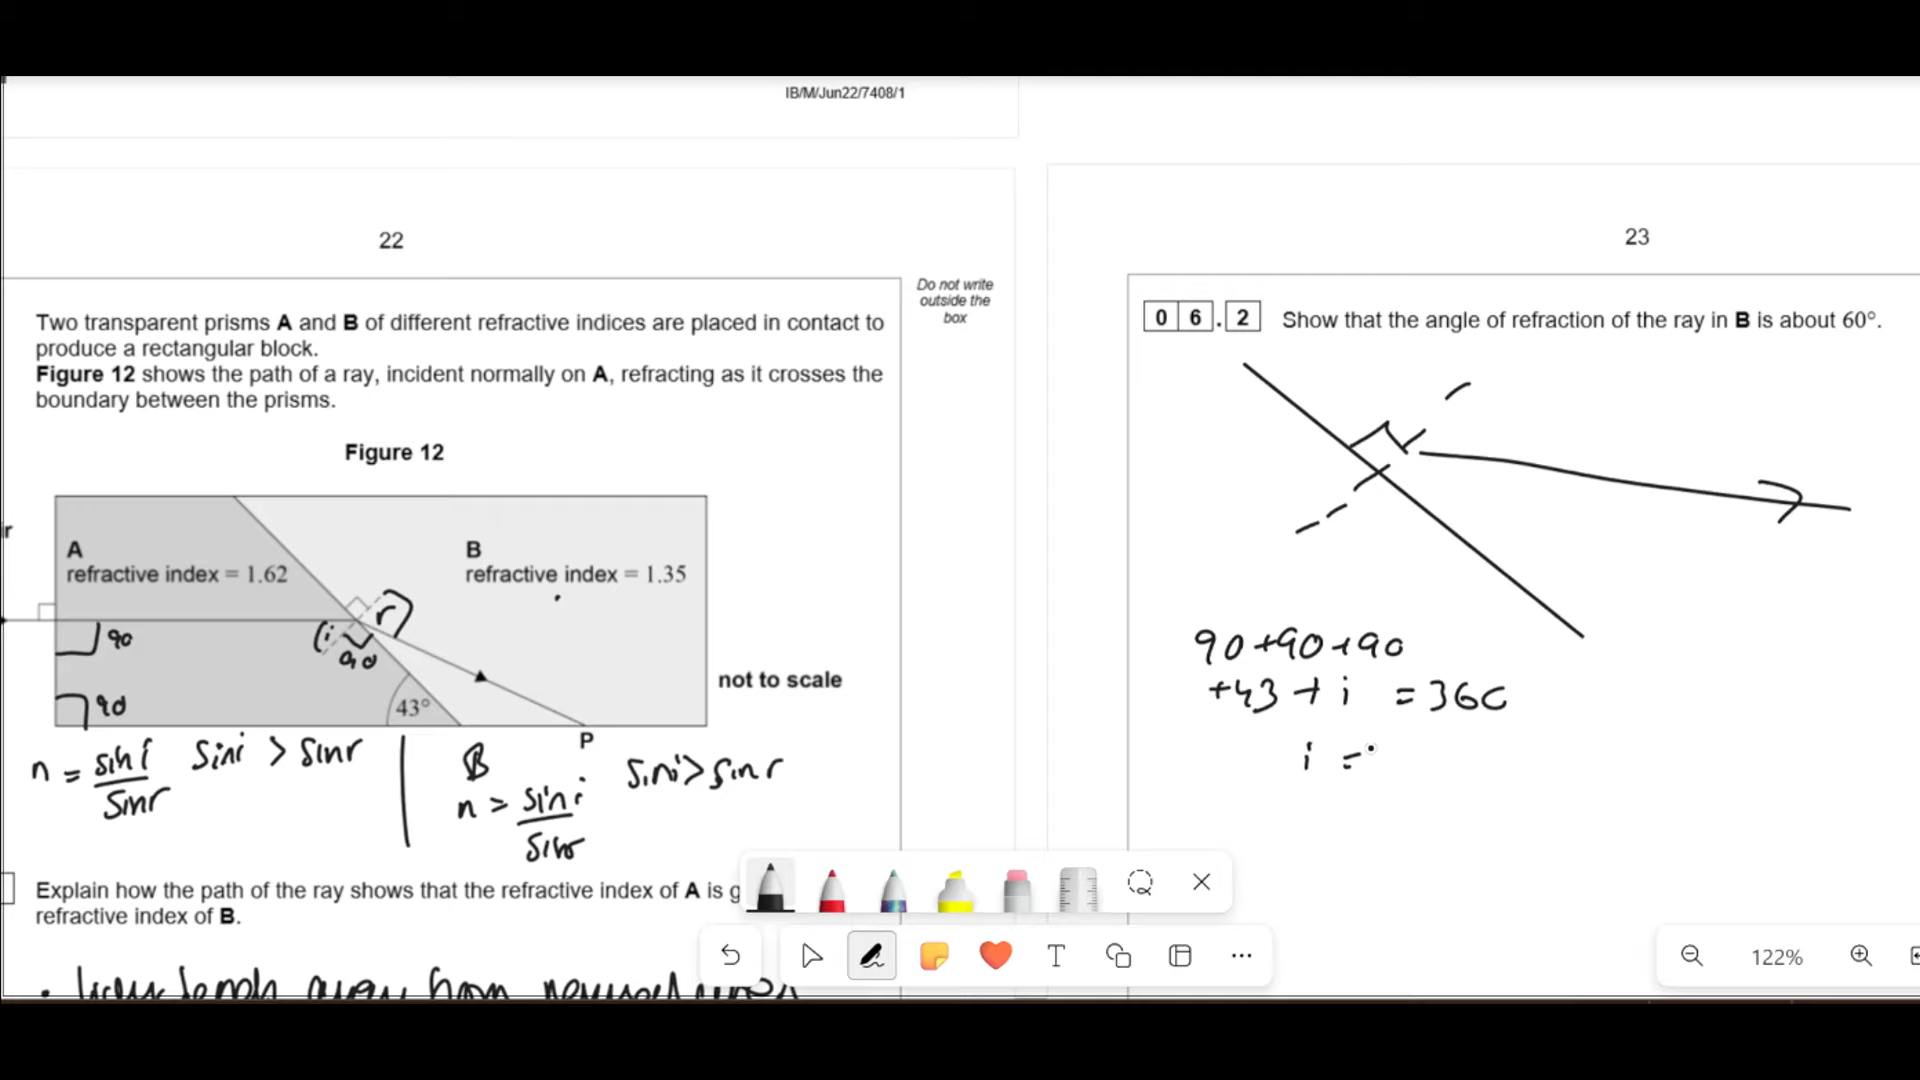 IB/M/Jun22/7408/1
22
Do not write
outside the
box
Two transparent prisms A and B of different refractive indices are placed in contact to
produce a rectangular block.
Figure 12 shows the path of a ray, incident normally on A, refracting as it crosses the
boundary between the prisms.
Figure 12
ir
A
refractive index = 1.62
B
refractive index = 1.35
i
r
90
90
90
43°
not to scale
P
n = sin i / sin r
sin i > sin r
B
n = sin i / sin r
sin i > sin r
Explain how the path of the ray shows that the refractive index of A is g
refractive index of B.
23
0 6 . 2 Show that the angle of refraction of the ray in B is about 60°.
90+90+90
+43 + i = 360
i =
122%